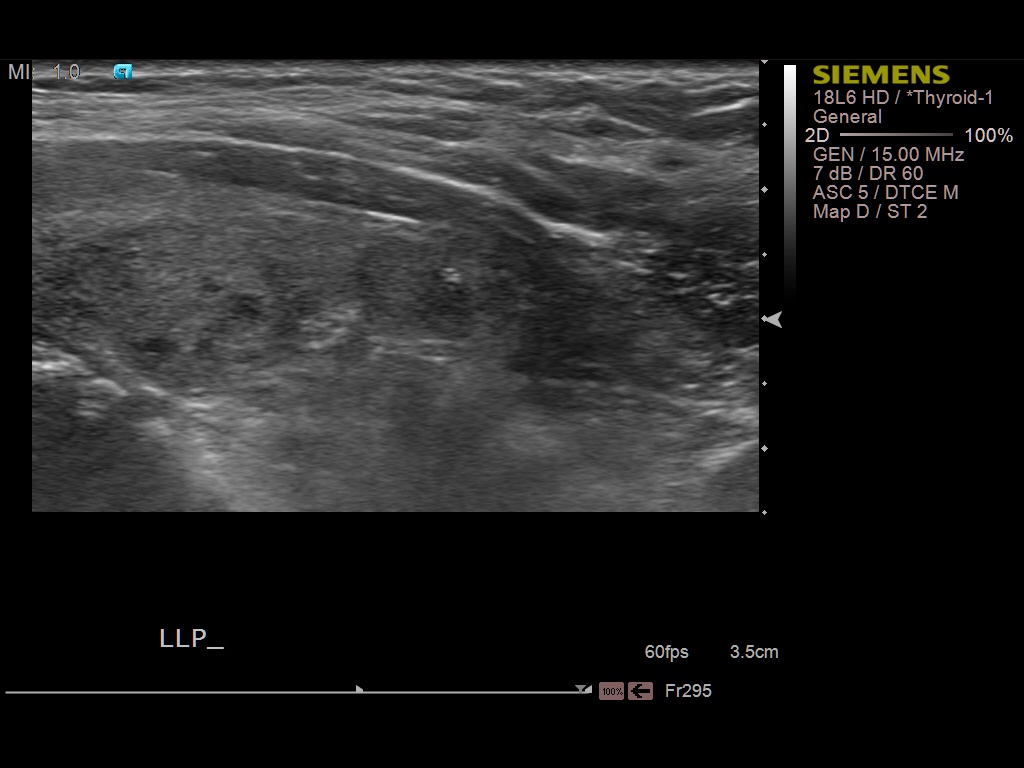 MI: 1.0
SIEMENS
18L6 HD / *Thyroid-1
General
2D 100%
GEN / 15.00 MHz
7 dB / DR 60
ASC 5 / DTCE M
Map D / ST 2
LLP_
60fps 3.5cm
100% Fr295